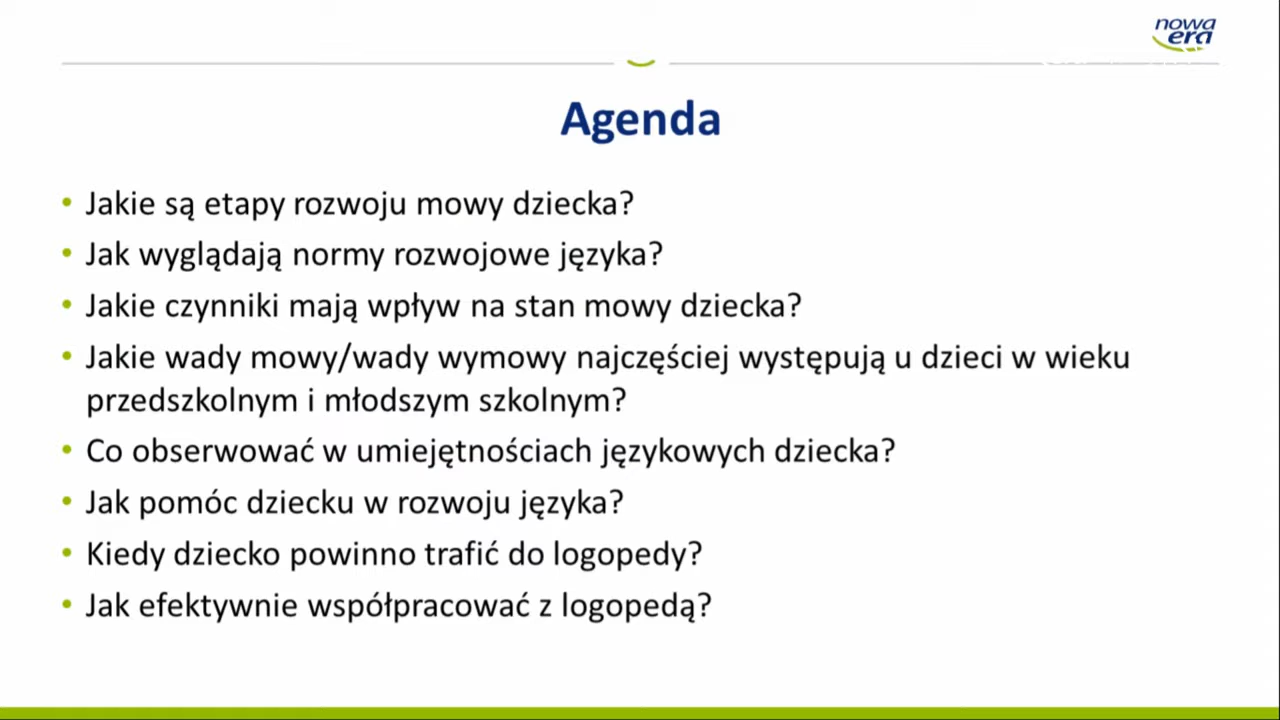 nowa
era
Agenda
• Jakie są etapy rozwoju mowy dziecka?
• Jak wyglądają normy rozwojowe języka?
• Jakie czynniki mają wpływ na stan mowy dziecka?
• Jakie wady mowy/wady wymowy najczęściej występują u dzieci w wieku
przedszkolnym i młodszym szkolnym?
• Co obserwować w umiejętnościach językowych dziecka?
• Jak pomóc dziecku w rozwoju języka?
• Kiedy dziecko powinno trafić do logopedy?
• Jak efektywnie współpracować z logopedą?